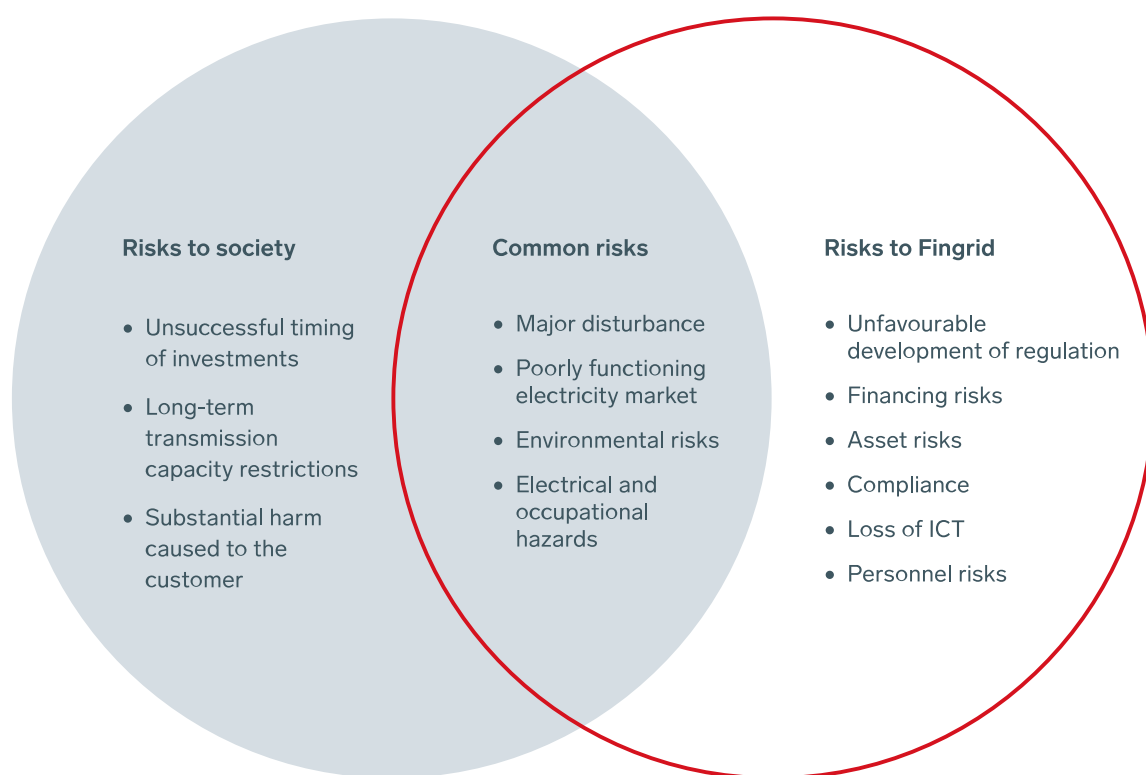 Risks to society
• Unsuccessful timing
of investments
• Long-term
transmission
capacity restrictions
• Substantial harm
caused to the
customer
Common risks
• Major disturbance
• Poorly functioning
electricity market
• Environmental risks
• Electrical and
occupational
hazards
Risks to Fingrid
• Unfavourable
development of regulation
• Financing risks
• Asset risks
• Compliance
• Loss of ICT
• Personnel risks